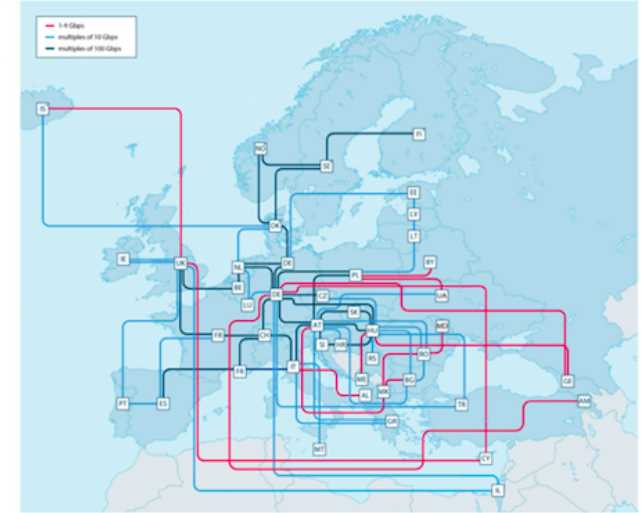 1-9 Gbps
multiples of 10 Gbps
multiples of 100 Gbps
IS
FI
NO
SE
EE
LV
DK
LT
IE
UK
NL
DE
BY
PL
BE
DE
CZ
UA
LU
SK
AT
HU
MD
FR
CH
SI
HR
RS
RO
FR
IT
ME
BG
GE
MK
AL
PT
ES
TR
AM
GR
MT
CY
IL